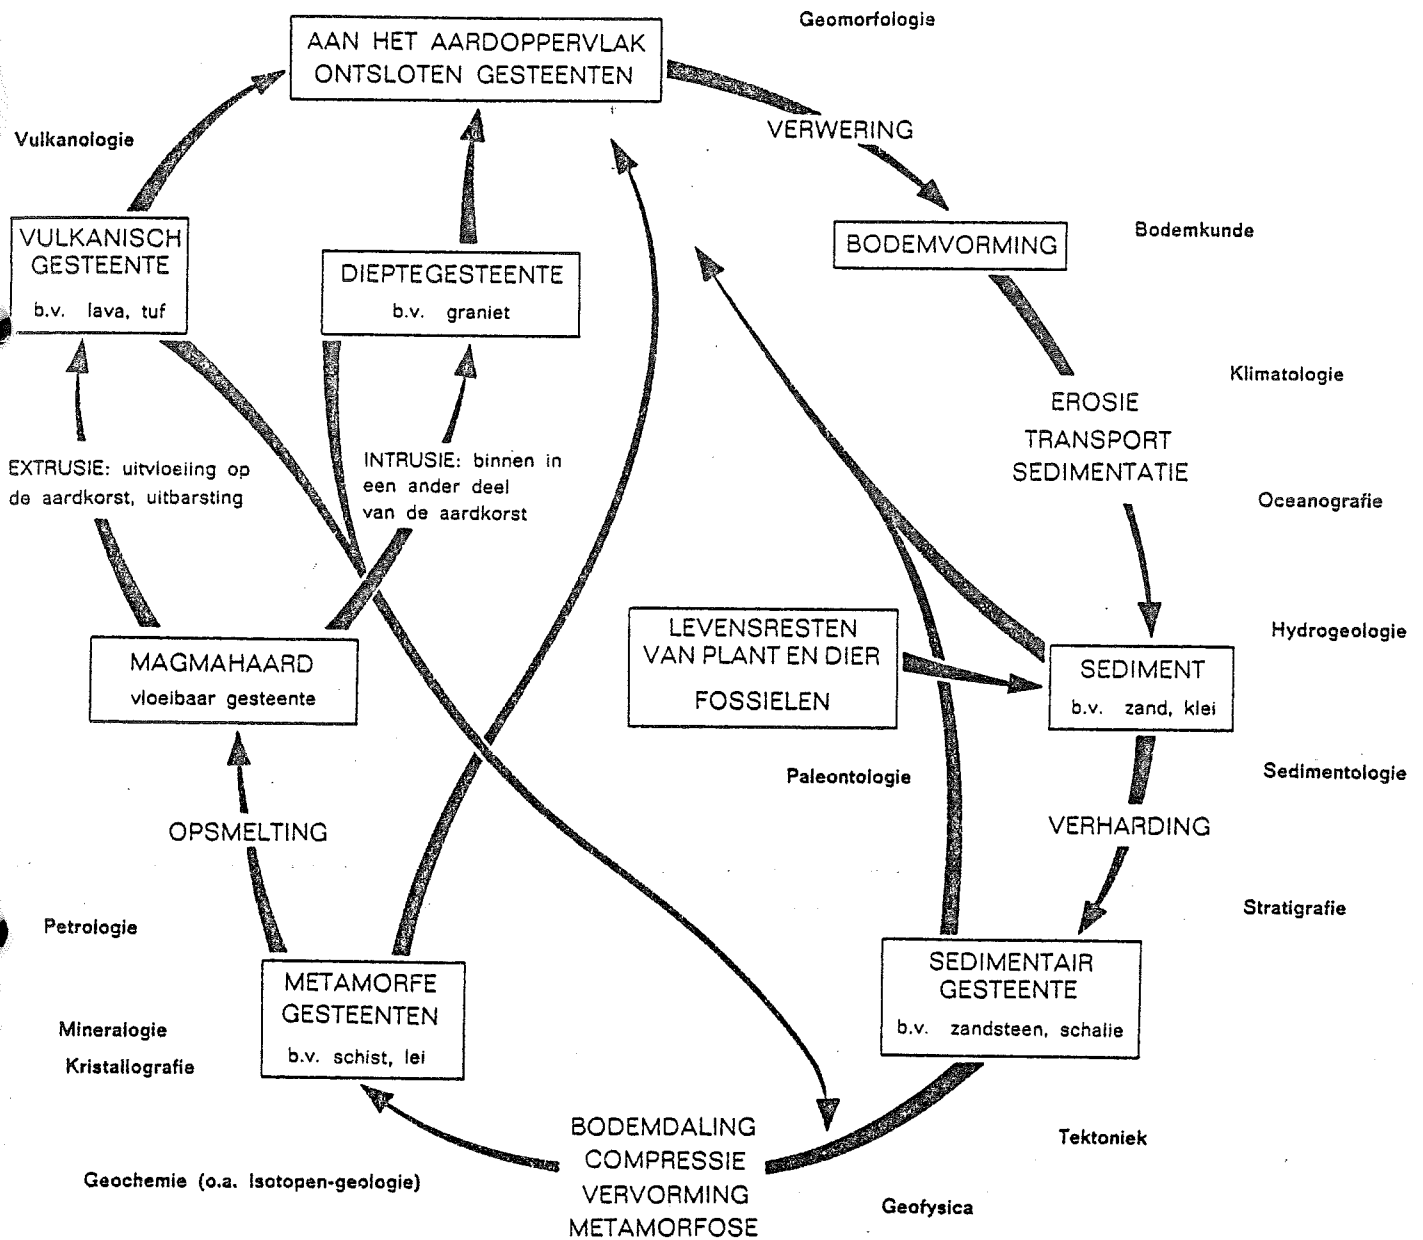 Geomorfologie
AAN HET AARDOPPERVLAK
ONTSLOTEN GESTEENTEN
VERWERING
Vulkanologie
VULKANISCH
GESTEENTE
b.v. lava, tuf
DIEPTEGESTEENTE
b.v. graniet
BODEMVORMING
Bodemkunde
Klimatologie
EROSIE
TRANSPORT
SEDIMENTATIE
EXTRUSIE: uitvloeiing op
de aardkorst, uitbarsting
INTRUSIE: binnen in
een ander deel
van de aardkorst
Oceanografie
LEVENSRESTEN
VAN PLANT EN DIER
FOSSIELEN
Hydrogeologie
MAGMAHAARD
vloeibaar gesteente
SEDIMENT
b.v. zand, klei
Paleontologie
Sedimentologie
OPSMELTING
VERHARDING
Stratigrafie
Petrologie
METAMORFE
GESTEENTEN
b.v. schist, lei
SEDIMENTAIR
GESTEENTE
b.v. zandsteen, schalie
Mineralogie
Kristallografie
BODEMDALING
COMPRESSIE
VERVORMING
METAMORFOSE
Tektoniek
Geochemie (o.a. Isotopen-geologie)
Geofysica